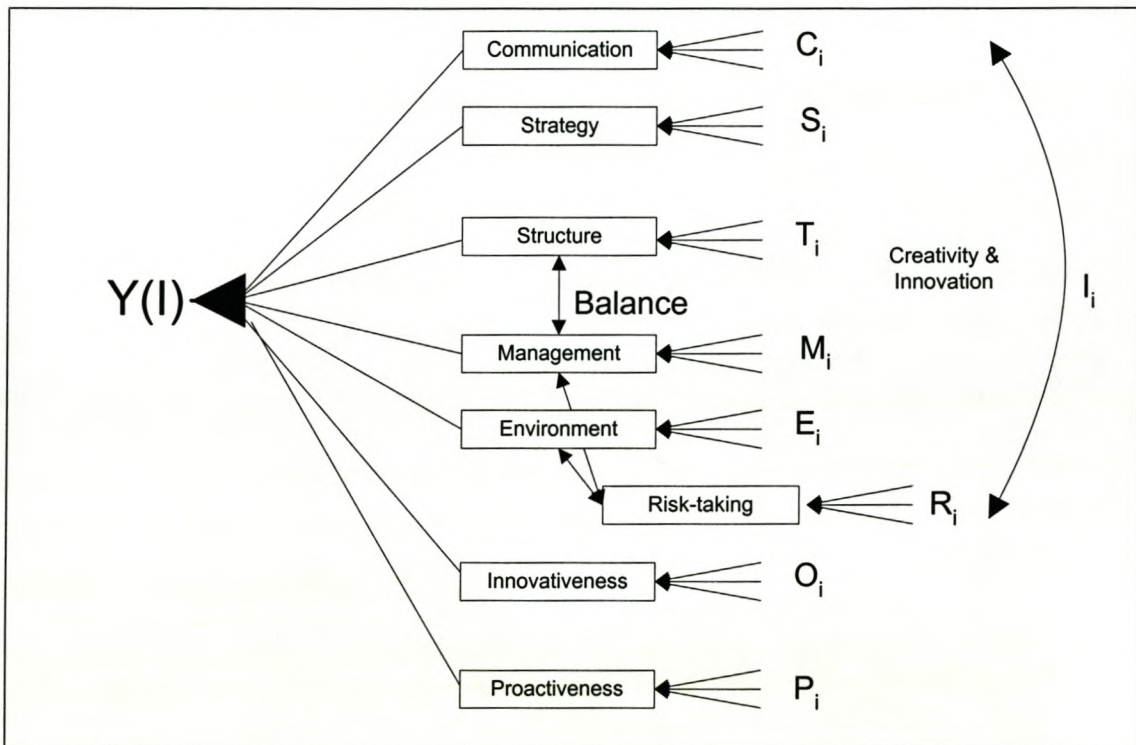 Communication
C_i
Strategy
S_i
Structure
T_i
Creativity &
Innovation
I_i
Y(I)
Balance
Management
M_i
Environment
E_i
Risk-taking
R_i
Innovativeness
O_i
Proactiveness
P_i